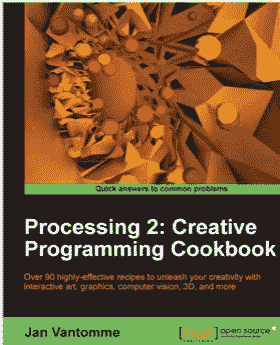 Quick answers to common problems
Processing 2: Creative
Programming Cookbook
Over 90 highly-effective recipes to unleash your creativity with
interactive art, graphics, computer vision, 3D, and more
Jan Vantomme
open source